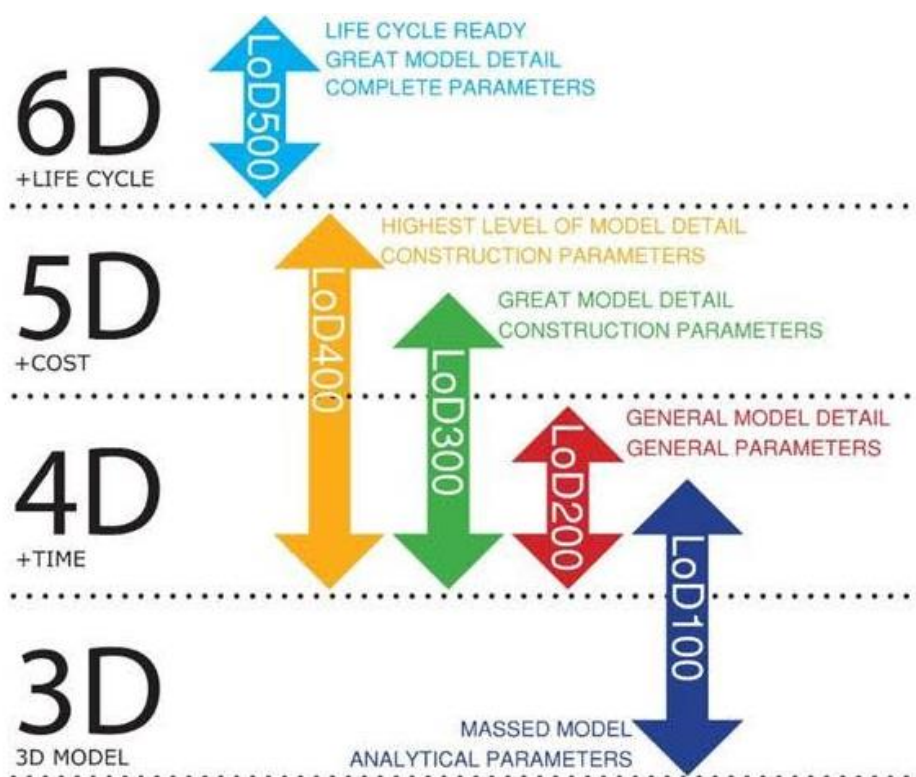 LIFE CYCLE READY
GREAT MODEL DETAIL
COMPLETE PARAMETERS
LoD500
6D
+LIFE CYCLE
HIGHEST LEVEL OF MODEL DETAIL
CONSTRUCTION PARAMETERS
LoD400
5D
+COST
GREAT MODEL DETAIL
CONSTRUCTION PARAMETERS
LoD300
GENERAL MODEL DETAIL
GENERAL PARAMETERS
LoD200
4D
+TIME
LoD100
3D
3D MODEL
MASSED MODEL
ANALYTICAL PARAMETERS